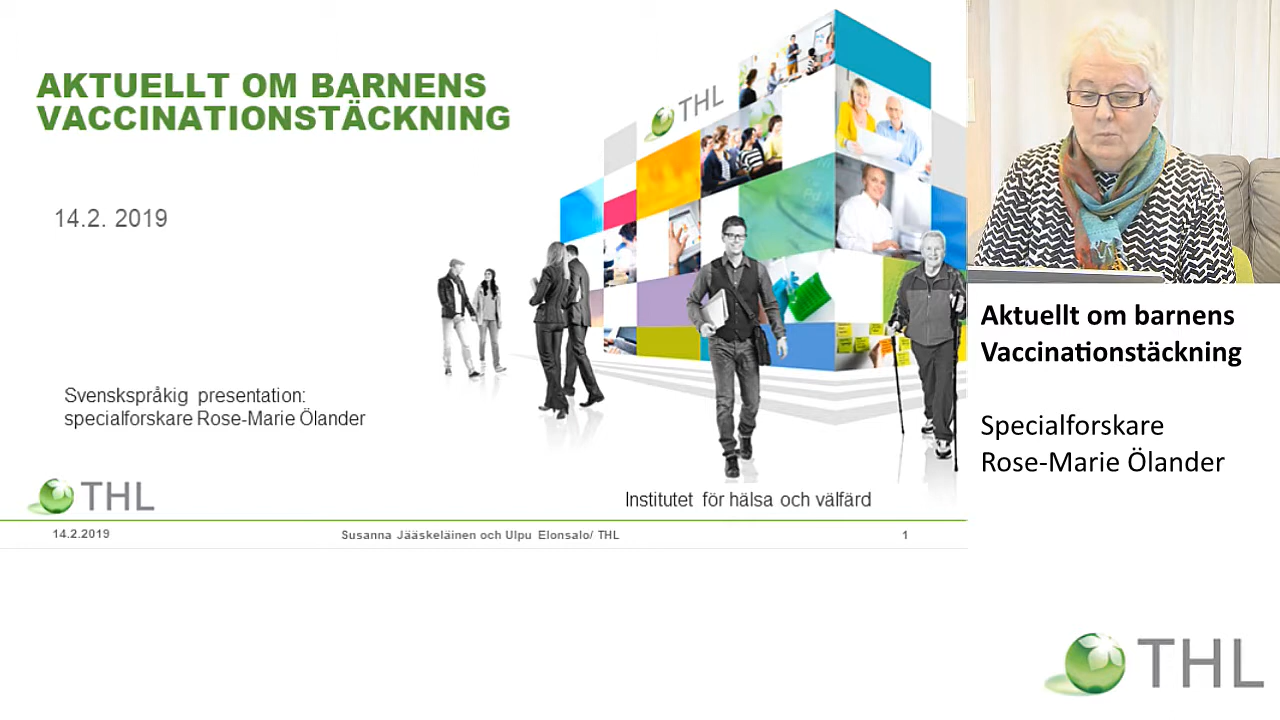 AKTUELLT OM BARNENS
VACCINATIONSTÄCKNING
14.2. 2019
Svenskspråkig presentation:
specialforskare Rose-Marie Ölander
THL
THL
Institutet för hälsa och välfärd
14.2.2019
Susanna Jääskeläinen och Ulpu Elonsalo/ THL
1
Aktuellt om barnens
Vaccinationstäckning
Specialforskare
Rose-Marie Ölander
THL